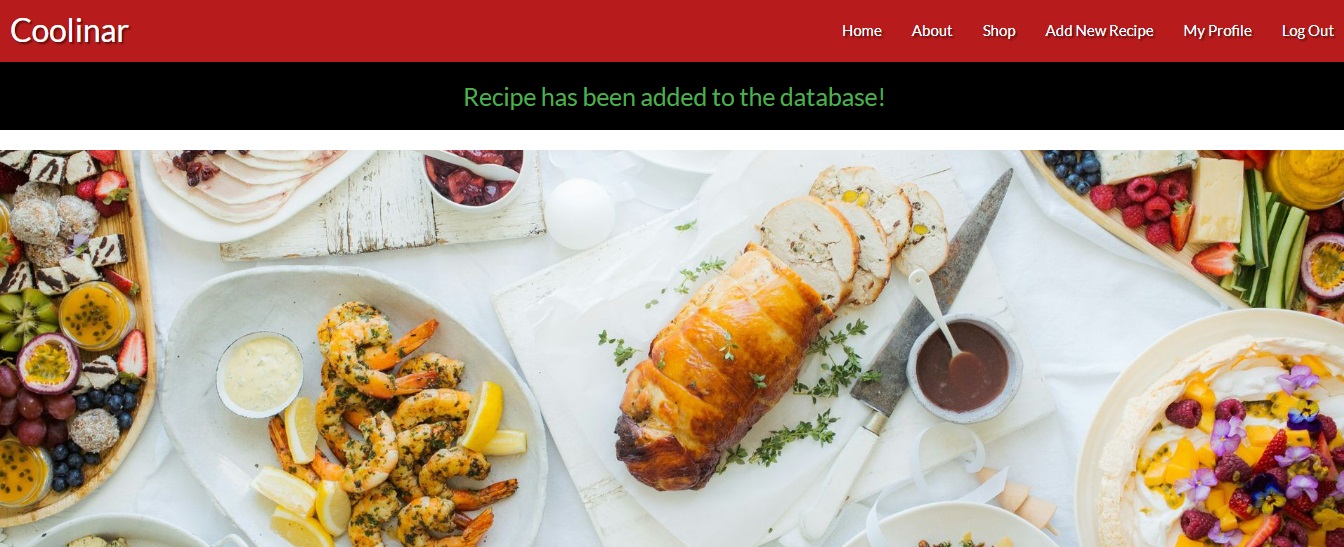 Coolinar
Home About Shop Add New Recipe My Profile Log Out
Recipe has been added to the database!